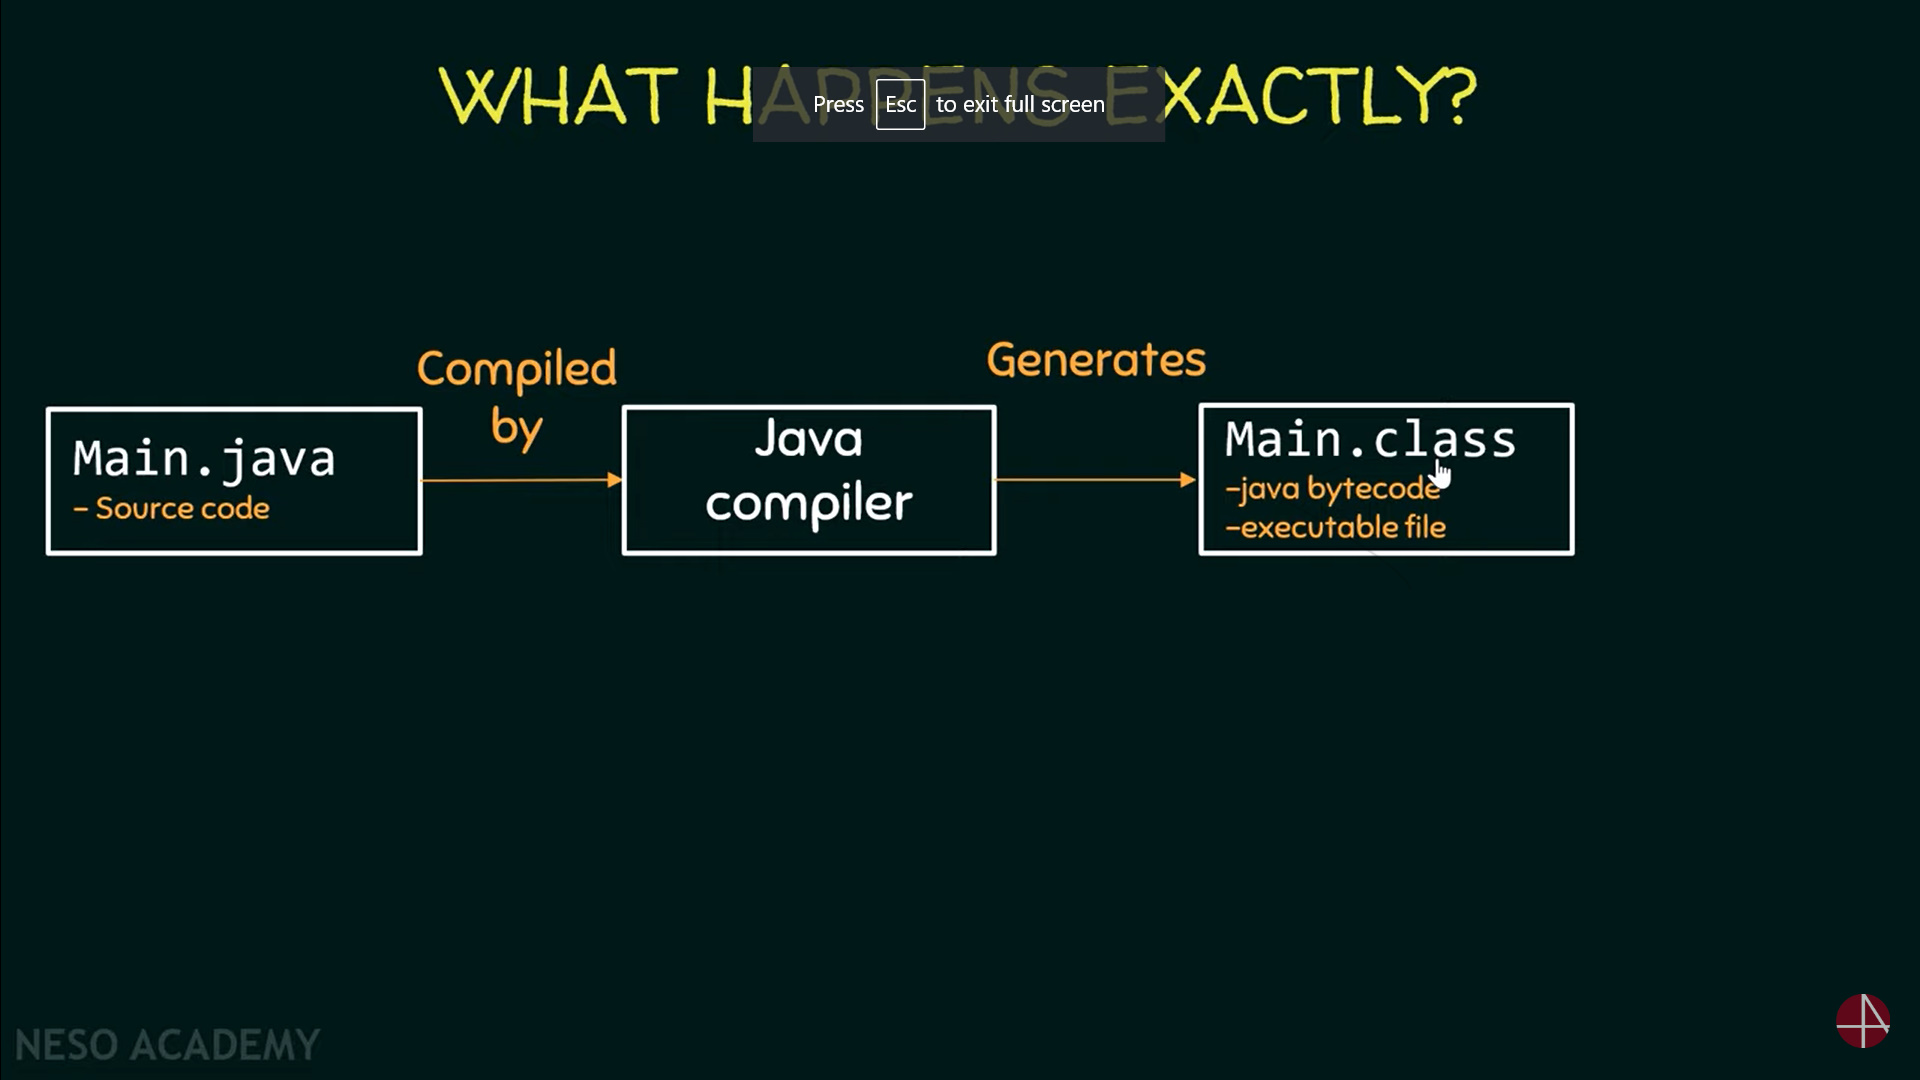 WHAT HAPPENS EXACTLY?
Press Esc to exit full screen
Compiled
by
Generates
Main.java
- Source code
Java
compiler
Main.class
-java bytecode
-executable file
NESO ACADEMY